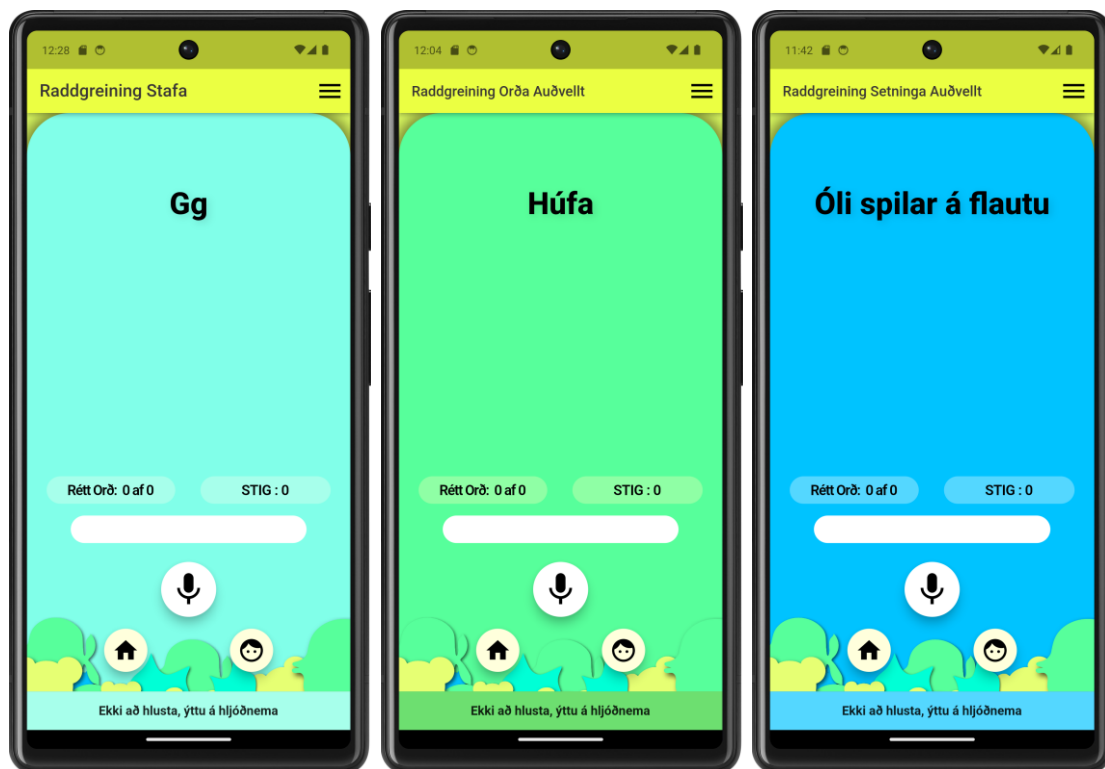 12:28
Raddgreining Stafa
Gg
Rétt Orð: 0 af 0
STIG : 0
Ekki að hlusta, ýttu á hljóðnema
12:04
Raddgreining Orða Auðvellt
Húfa
Rétt Orð: 0 af 0
STIG : 0
Ekki að hlusta, ýttu á hljóðnema
11:42
Raddgreining Setninga Auðvellt
Óli spilar á flautu
Rétt Orð: 0 af 0
STIG : 0
Ekki að hlusta, ýttu á hljóðnema